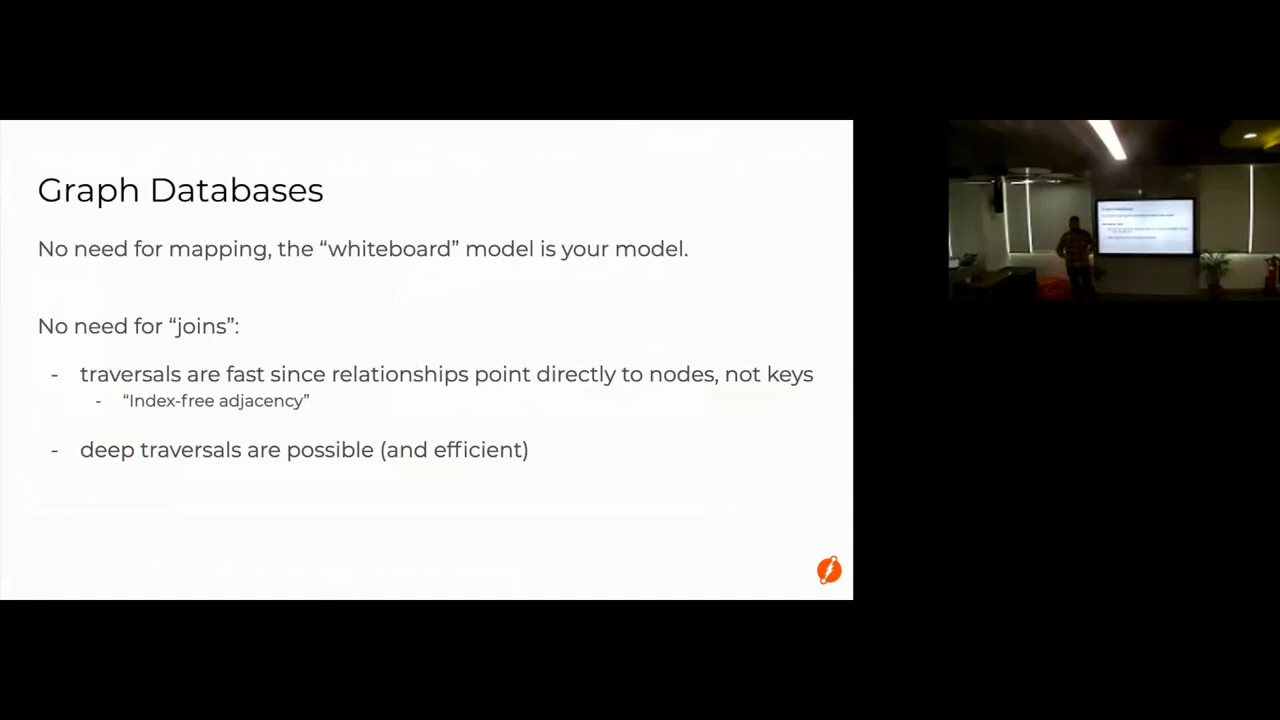 Graph Databases
No need for mapping, the “whiteboard” model is your model.
No need for “joins”:
- traversals are fast since relationships point directly to nodes, not keys
- “Index-free adjacency”
- deep traversals are possible (and efficient)